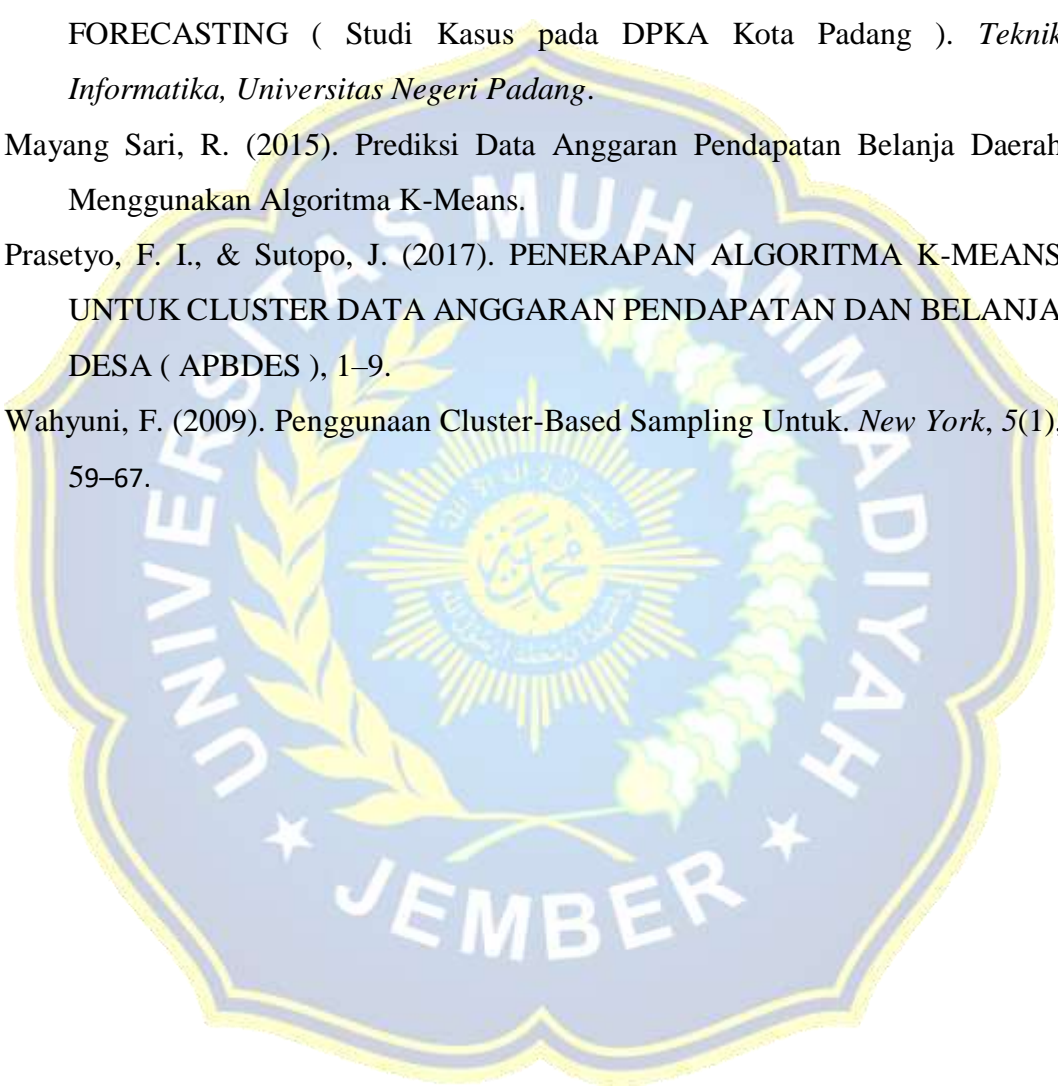 FORECASTING ( Studi Kasus pada DPKA Kota Padang ). Teknik
Informatika, Universitas Negeri Padang.
Mayang Sari, R. (2015). Prediksi Data Anggaran Pendapatan Belanja Daerah
Menggunakan Algoritma K-Means.
Prasetyo, F. I., & Sutopo, J. (2017). PENERAPAN ALGORITMA K-MEANS
UNTUK CLUSTER DATA ANGGARAN PENDAPATAN DAN BELANJA
DESA ( APBDES ), 1–9.
Wahyuni, F. (2009). Penggunaan Cluster-Based Sampling Untuk. New York, 5(1),
59–67.
UNIVERSITAS MUHAMMADIYAH
JEMBER